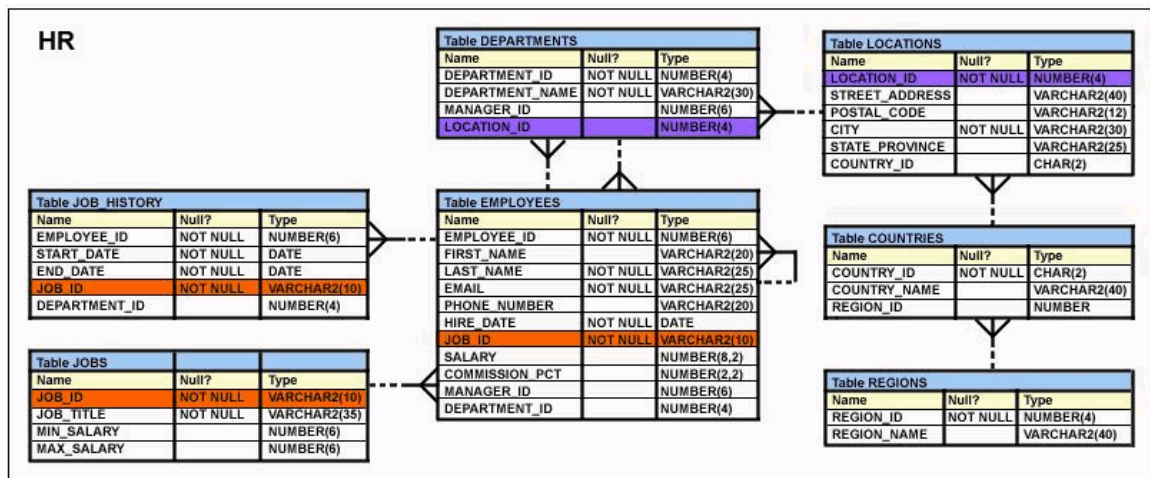 HR
Table DEPARTMENTS
Name Null? Type
DEPARTMENT_ID NOT NULL NUMBER(4)
DEPARTMENT_NAME NOT NULL VARCHAR2(30)
MANAGER_ID NUMBER(6)
LOCATION_ID NUMBER(4)
Table LOCATIONS
Name Null? Type
LOCATION_ID NOT NULL NUMBER(4)
STREET_ADDRESS VARCHAR2(40)
POSTAL_CODE VARCHAR2(12)
CITY NOT NULL VARCHAR2(30)
STATE_PROVINCE VARCHAR2(25)
COUNTRY_ID CHAR(2)
Table JOB_HISTORY
Name Null? Type
EMPLOYEE_ID NOT NULL NUMBER(6)
START_DATE NOT NULL DATE
END_DATE NOT NULL DATE
JOB_ID NOT NULL VARCHAR2(10)
DEPARTMENT_ID NUMBER(4)
Table EMPLOYEES
Name Null? Type
EMPLOYEE_ID NOT NULL NUMBER(6)
FIRST_NAME VARCHAR2(20)
LAST_NAME NOT NULL VARCHAR2(25)
EMAIL NOT NULL VARCHAR2(25)
PHONE_NUMBER VARCHAR2(20)
HIRE_DATE NOT NULL DATE
JOB_ID NOT NULL VARCHAR2(10)
SALARY NUMBER(8,2)
COMMISSION_PCT NUMBER(2,2)
MANAGER_ID NUMBER(6)
DEPARTMENT_ID NUMBER(4)
Table COUNTRIES
Name Null? Type
COUNTRY_ID NOT NULL CHAR(2)
COUNTRY_NAME VARCHAR2(40)
REGION_ID NUMBER
Table JOBS
Name Null? Type
JOB_ID NOT NULL VARCHAR2(10)
JOB_TITLE NOT NULL VARCHAR2(35)
MIN_SALARY NUMBER(6)
MAX_SALARY NUMBER(6)
Table REGIONS
Name Null? Type
REGION_ID NOT NULL NUMBER(4)
REGION_NAME VARCHAR2(40)